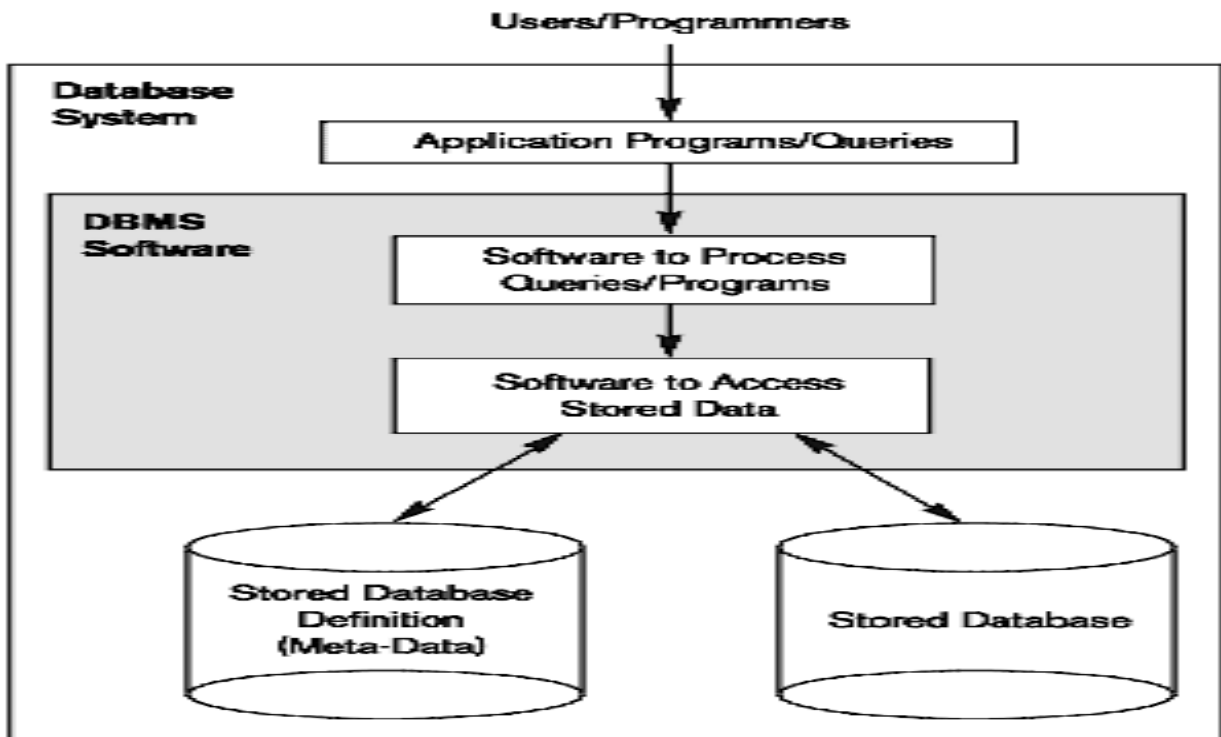 Users/Programmers
Database
System
Application Programs/Queries
DBMS
Software
Software to Process
Queries/Programs
Software to Access
Stored Data
Stored Database
Definition
(Meta-Data)
Stored Database